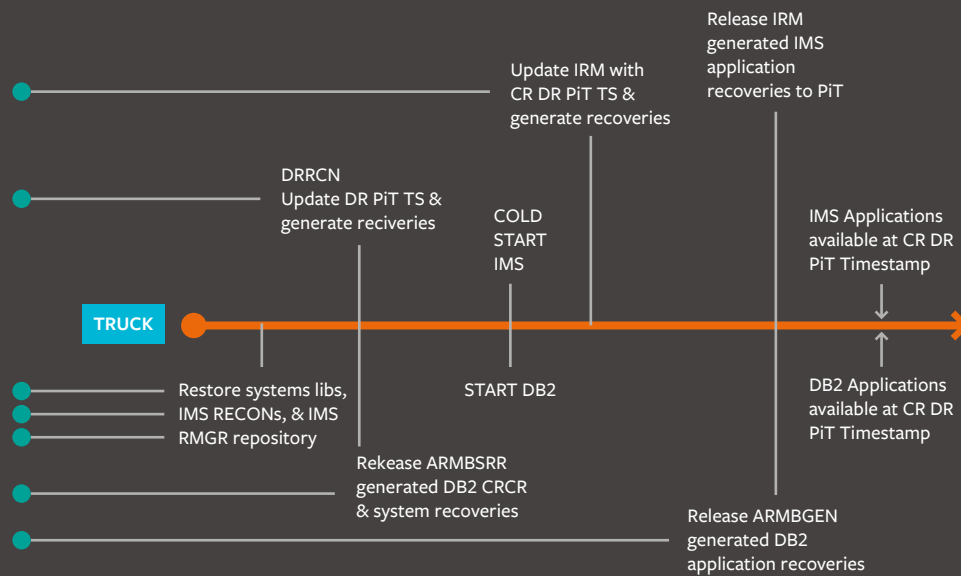 Release IRM
generated IMS
application
recoveries to PiT
Update IRM with
CR DR PiT TS &
generate recoveries
DRRCN
Update DR PiT TS &
generate reciveries
COLD
START
IMS
IMS Applications
available at CR DR
PiT Timestamp
TRUCK
Restore systems libs,
IMS RECONs, & IMS
RMGR repository
START DB2
DB2 Applications
available at CR DR
PiT Timestamp
Rekease ARMBSRR
generated DB2 CRCR
& system recoveries
Release ARMBGEN
generated DB2
application recoveries